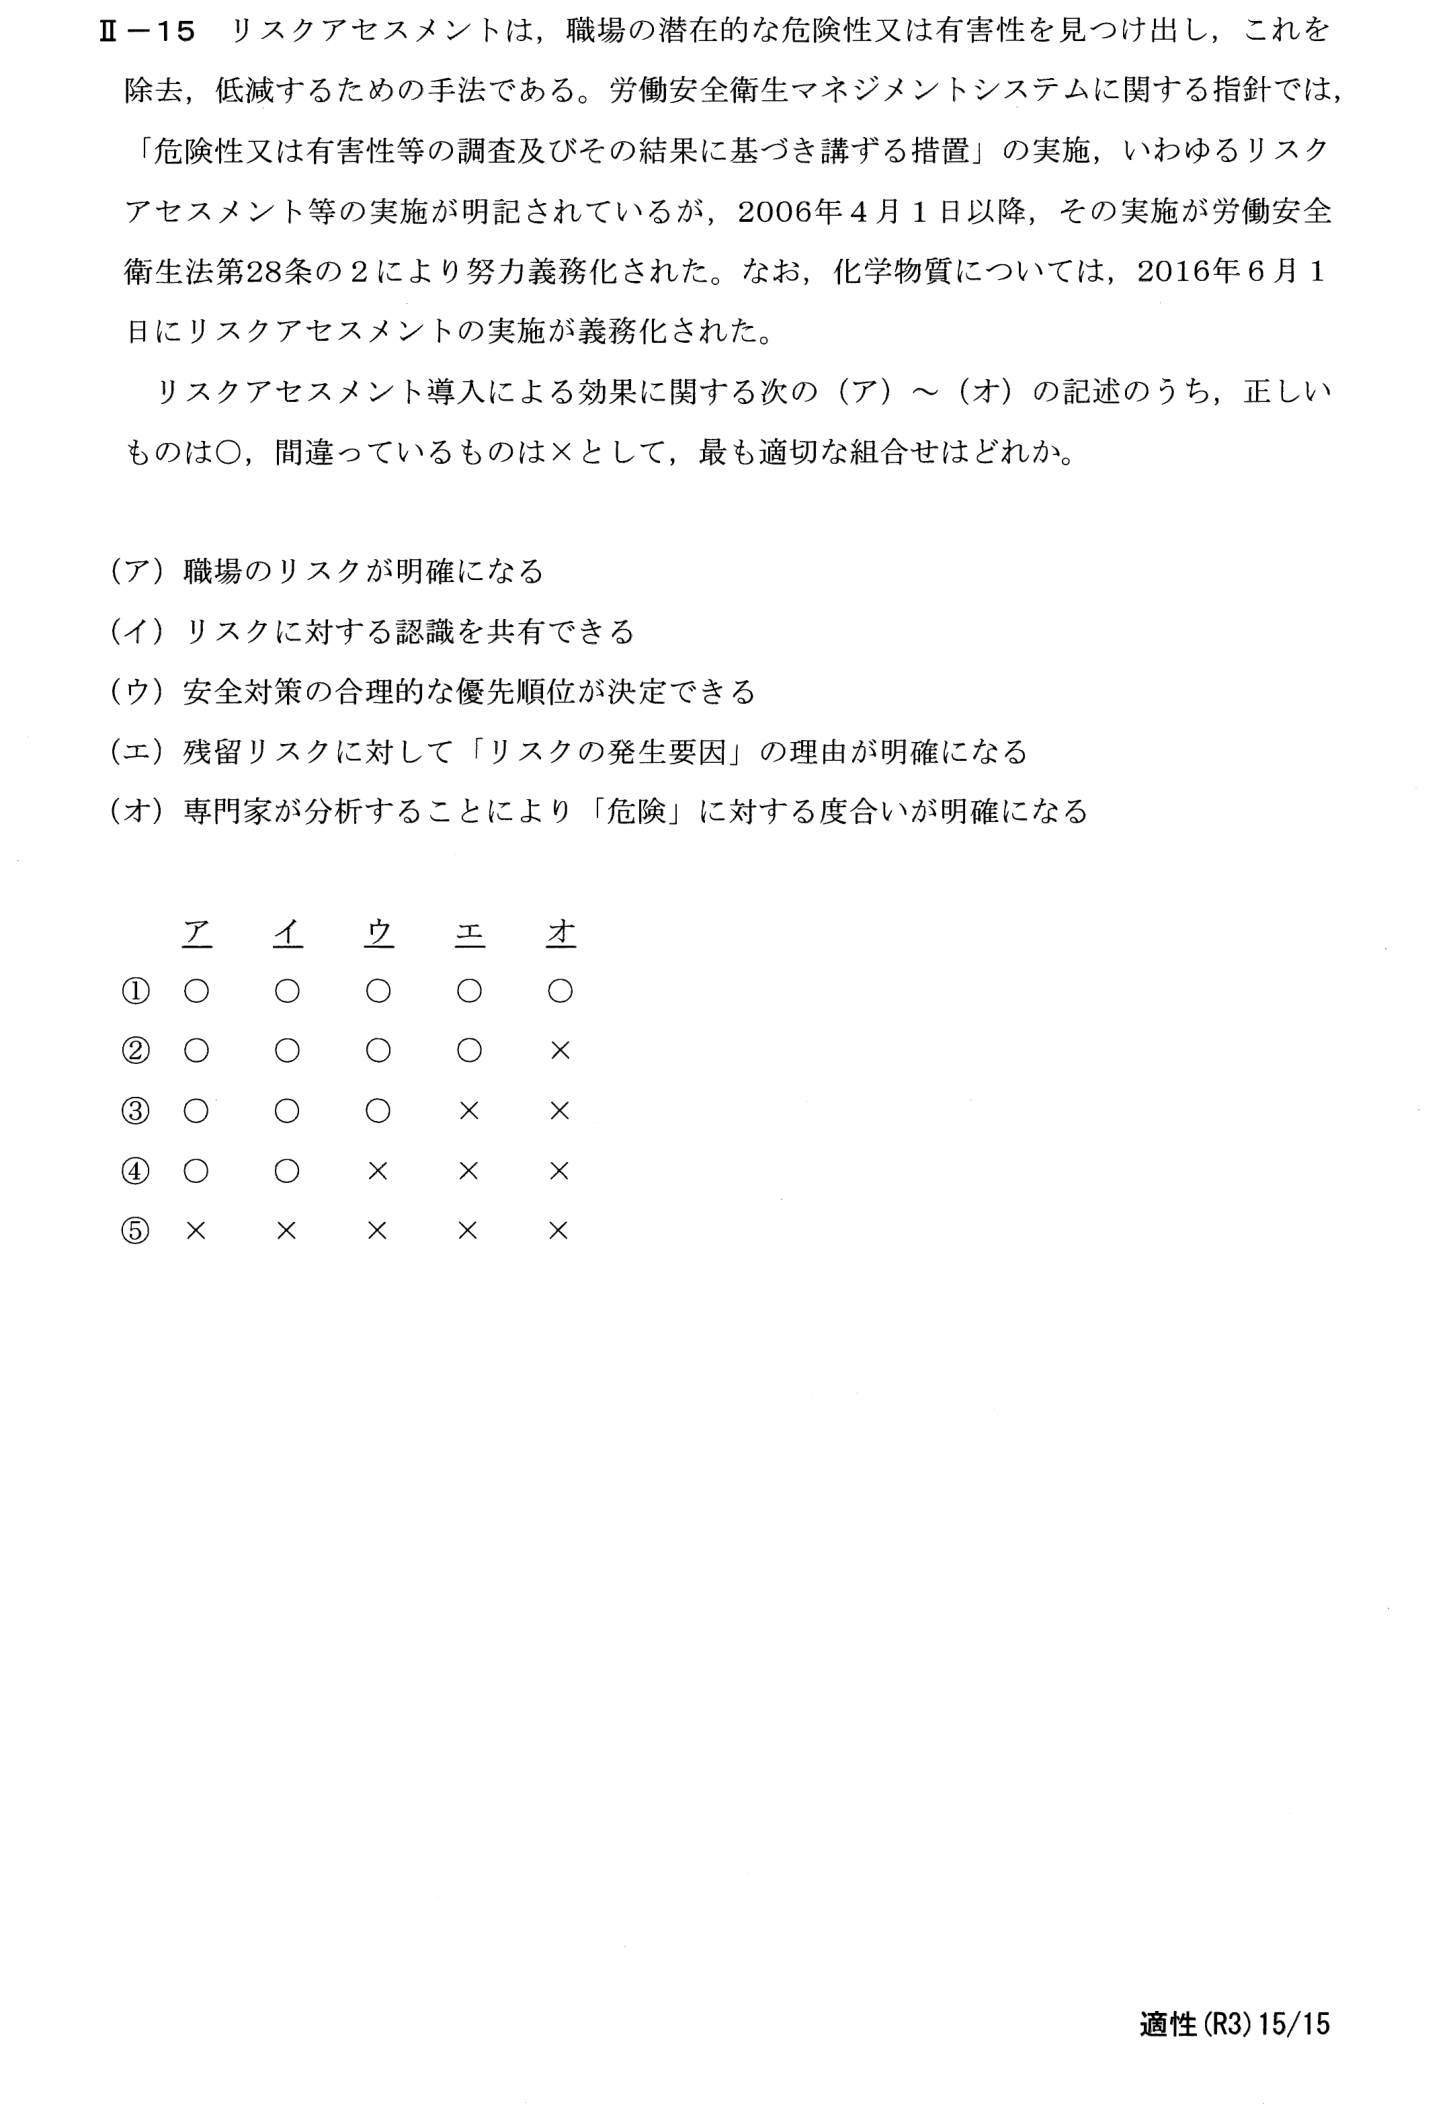 Ⅱ－15　リスクアセスメントは，職場の潜在的な危険性又は有害性を見つけ出し，これを
除去，低減するための手法である。労働安全衛生マネジメントシステムに関する指針では，
「危険性又は有害性等の調査及びその結果に基づき講ずる措置」の実施，いわゆるリスク
アセスメント等の実施が明記されているが，2006年４月１日以降，その実施が労働安全
衛生法第28条の２により努力義務化された。なお，化学物質については，2016年６月１
日にリスクアセスメントの実施が義務化された。
リスクアセスメント導入による効果に関する次の（ア）～（オ）の記述のうち，正しい
ものは○，間違っているものは×として，最も適切な組合せはどれか。
（ア）職場のリスクが明確になる
（イ）リスクに対する認識を共有できる
（ウ）安全対策の合理的な優先順位が決定できる
（エ）残留リスクに対して「リスクの発生要因」の理由が明確になる
（オ）専門家が分析することにより「危険」に対する度合いが明確になる
ア　イ　ウ　エ　オ
①　○　○　○　○　○
②　○　○　○　○　×
③　○　○　○　×　×
④　○　○　×　×　×
⑤　×　×　×　×　×
適性(R3)15/15